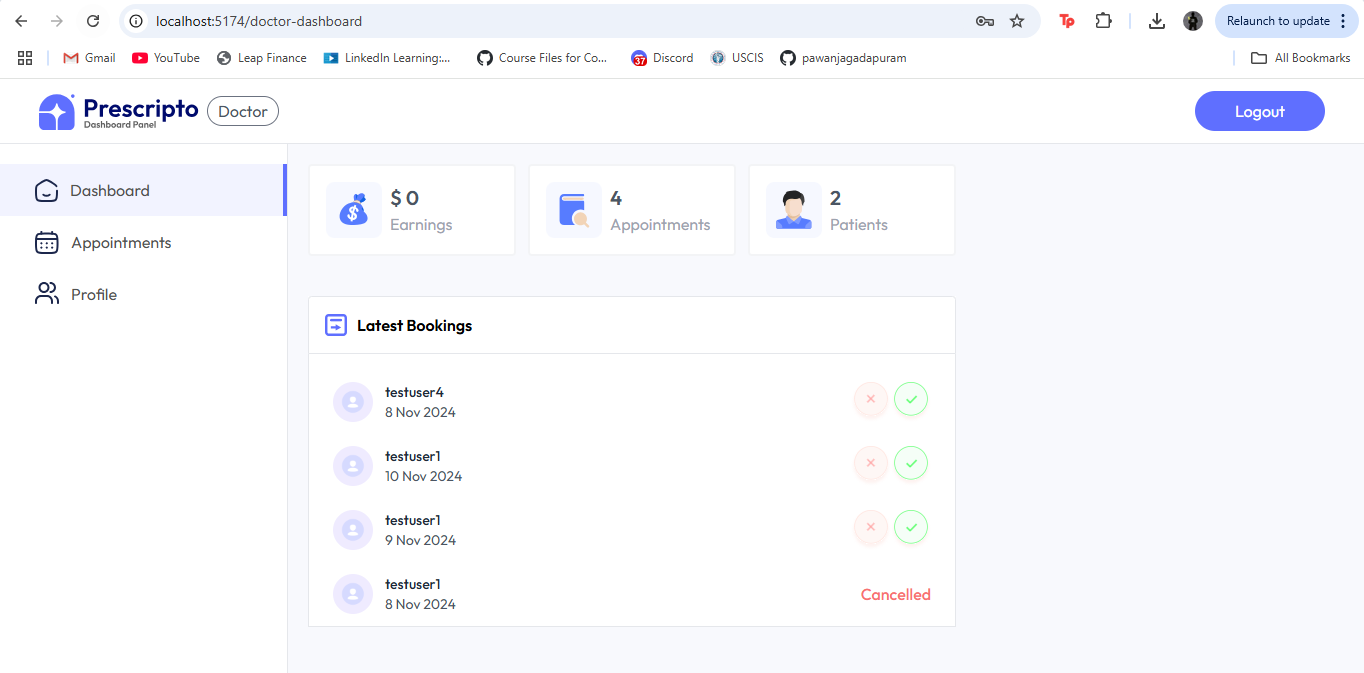 localhost:5174/doctor-dashboard
Tp
Relaunch to update
Gmail
YouTube
Leap Finance
LinkedIn Learning:...
Course Files for Co...
37
Discord
USCIS
pawanjagadapuram
All Bookmarks
Prescripto
Dashboard Panel
Doctor
Logout
Dashboard
Appointments
Profile
$ 0
Earnings
4
Appointments
2
Patients
Latest Bookings
testuser4
8 Nov 2024
testuser1
10 Nov 2024
testuser1
9 Nov 2024
testuser1
8 Nov 2024
Cancelled